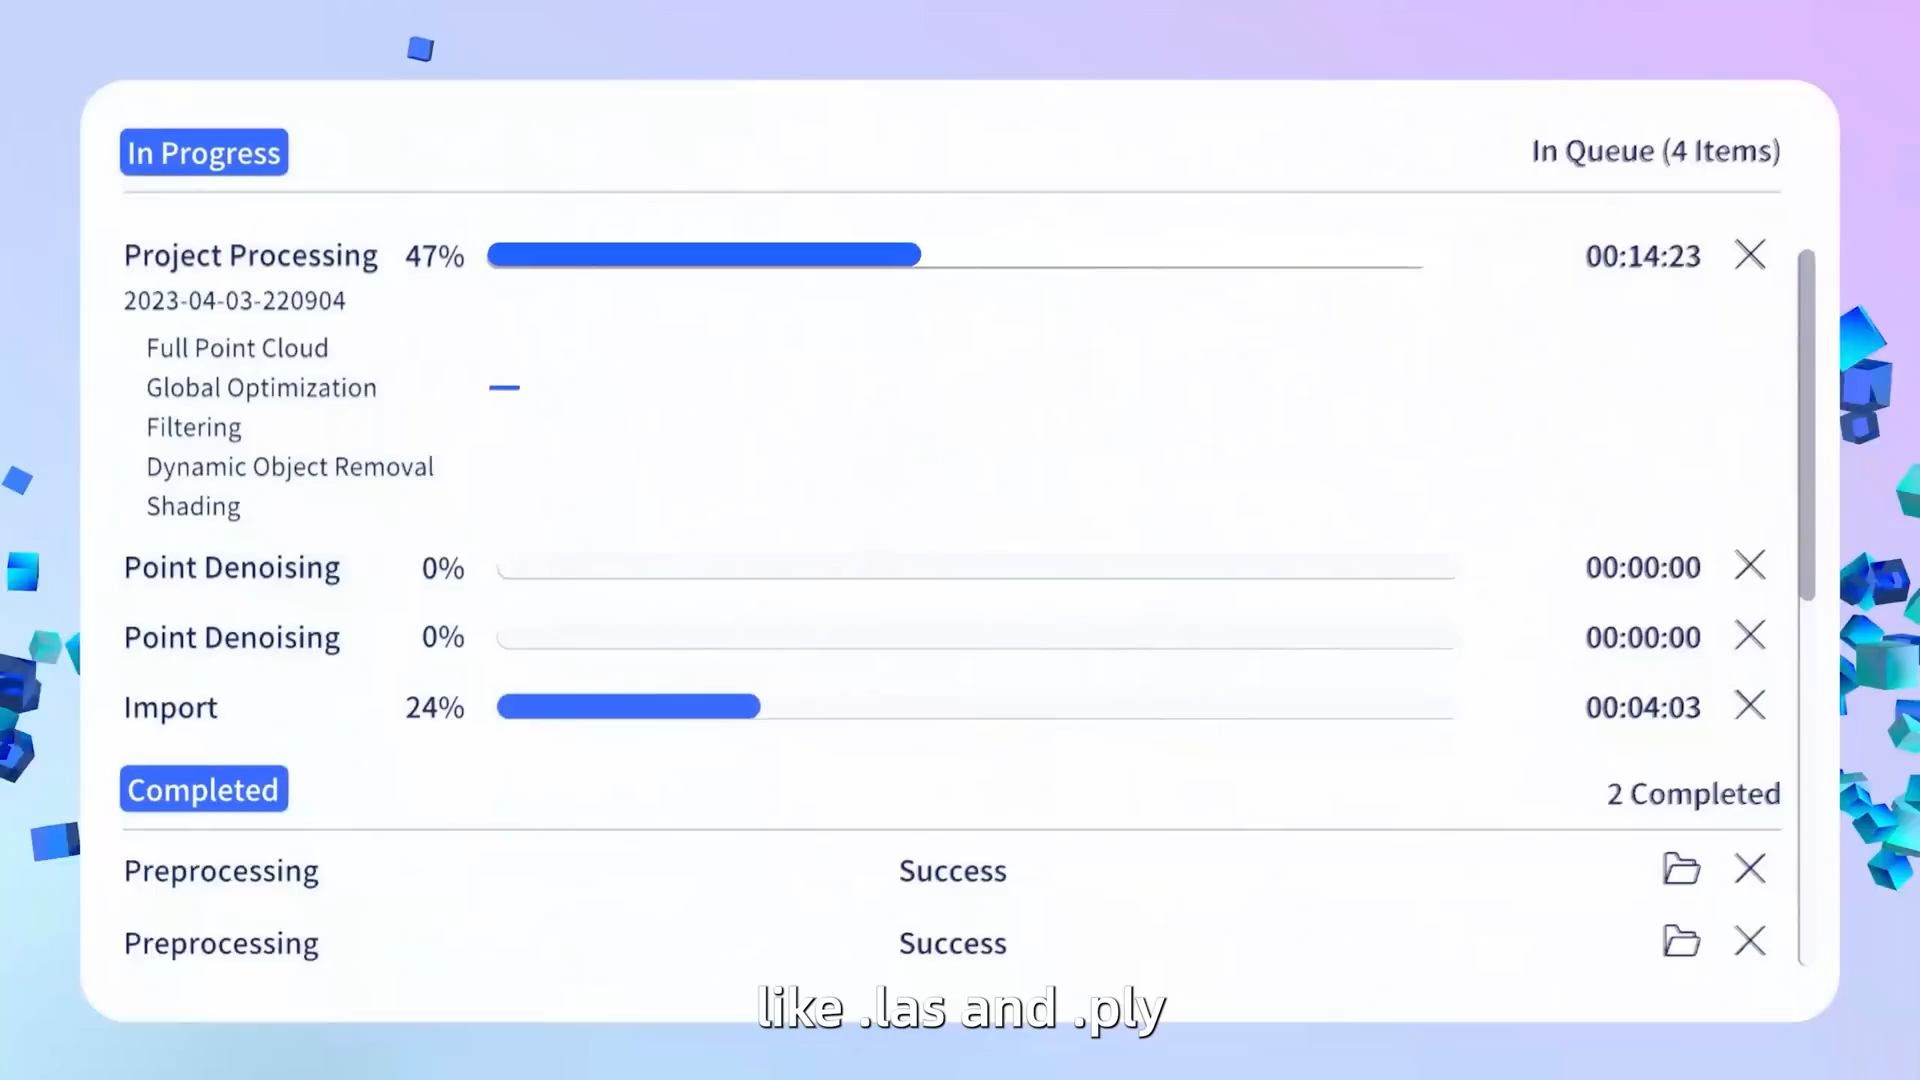 In Progress
In Queue (4 Items)
Project Processing 47% 00:14:23
2023-04-03-220904
Full Point Cloud
Global Optimization
Filtering
Dynamic Object Removal
Shading
Point Denoising 0% 00:00:00
Point Denoising 0% 00:00:00
Import 24% 00:04:03
Completed
2 Completed
Preprocessing Success
Preprocessing Success
like .las and .ply